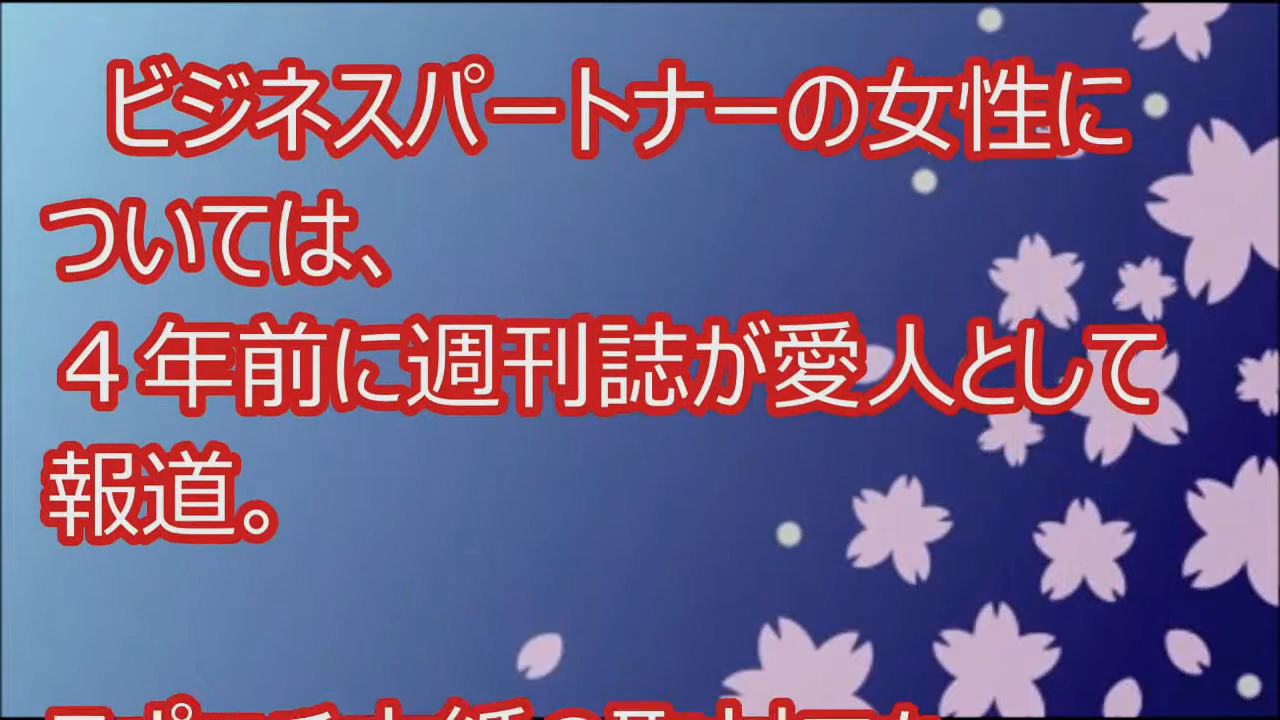 ビジネスパートナーの女性に
ついては、
４年前に週刊誌が愛人として
報道。